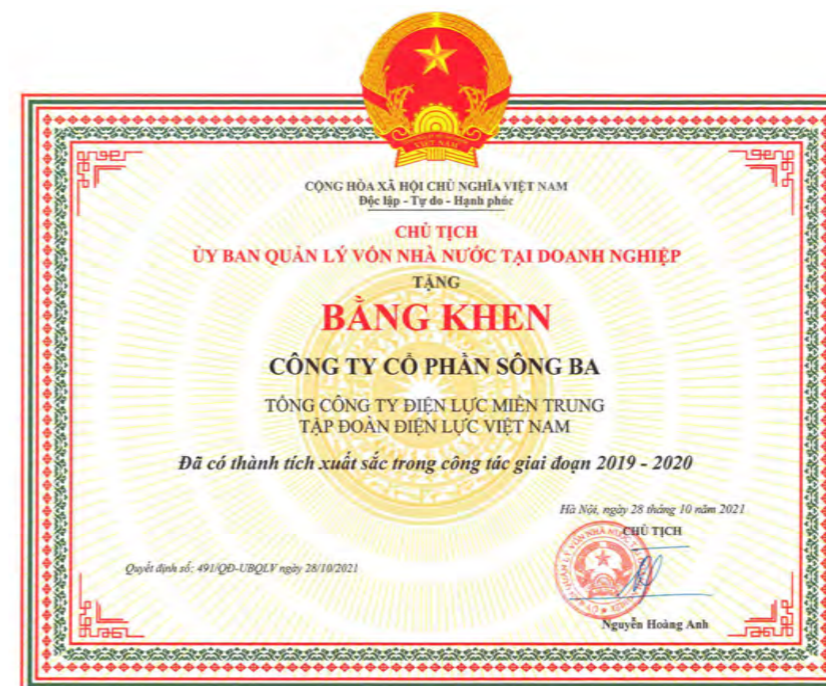 VIỆT NAM
CỘNG HÒA XÃ HỘI CHỦ NGHĨA VIỆT NAM
Độc lập - Tự do - Hạnh phúc
CHỦ TỊCH
ỦY BAN QUẢN LÝ VỐN NHÀ NƯỚC TẠI DOANH NGHIỆP
TẶNG
BẰNG KHEN
CÔNG TY CỔ PHẦN SÔNG BA
TỔNG CÔNG TY ĐIỆN LỰC MIỀN TRUNG
TẬP ĐOÀN ĐIỆN LỰC VIỆT NAM
Đã có thành tích xuất sắc trong công tác giai đoạn 2019 - 2020
Hà Nội, ngày 28 tháng 10 năm 2021
CHỦ TỊCH
Quyết định số: 491/QĐ-UBQLV ngày 28/10/2021
Nguyễn Hoàng Anh